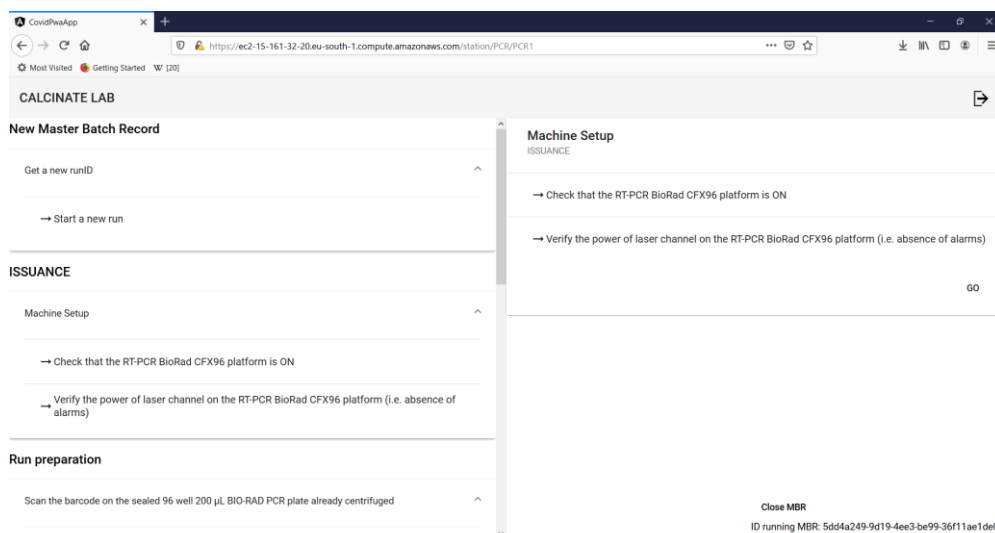 CovidPwaApp
https://ec2-15-161-32-20.eu-south-1.compute.amazonaws.com/station/PCR/PCR1
Most Visited Getting Started W [20]
CALCINATE LAB
New Master Batch Record
Get a new runID
→ Start a new run
ISSUANCE
Machine Setup
→ Check that the RT-PCR BioRad CFX96 platform is ON
→ Verify the power of laser channel on the RT-PCR BioRad CFX96 platform (i.e. absence of
alarms)
Run preparation
Scan the barcode on the sealed 96 well 200 µL BIO-RAD PCR plate already centrifuged
Machine Setup
ISSUANCE
→ Check that the RT-PCR BioRad CFX96 platform is ON
→ Verify the power of laser channel on the RT-PCR BioRad CFX96 platform (i.e. absence of alarms)
GO
Close MBR
ID running MBR: 5dd4a249-9d19-4ee3-be99-36f11ae1de